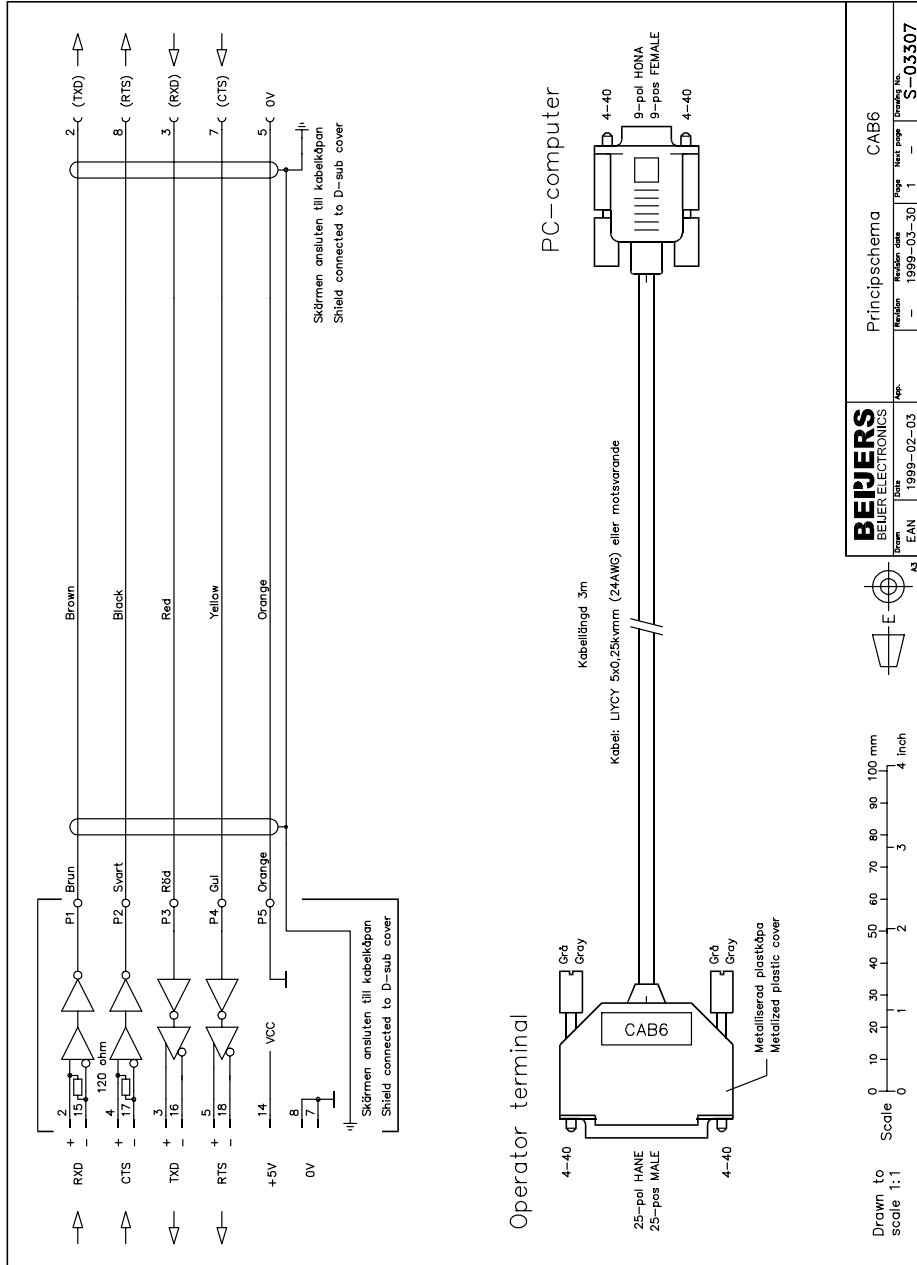 RXD + 2 P1 Brun Brown 2 (TXD)
- 15
120 ohm
CTS + 4 P2 Svart Black 8 (RTS)
- 17
TXD + 3 P3 Röd Red 3 (RXD)
- 16
RTS + 5 P4 Gul Yellow 7 (CTS)
- 18
+5V 14 VCC P5 Orange Orange 5 0V
0V 8
7
Skärmen ansluten till kabelkåpan
Shield connected to D-sub cover
Skärmen ansluten till kabelkåpan
Shield connected to D-sub cover
Operator terminal
PC-computer
4-40
Grå
Gray
25-pol HANE
25-pos MALE
CAB6
4-40
Grå
Gray
Metalliserad plastkåpa
Metalized plastic cover
Kabellängd 3m
Kabel: LIYCY 5x0,25kvmm (24AWG) eller motsvarande
4-40
9-pol HONA
9-pos FEMALE
4-40
Drawn to
scale 1:1
Scale
0 10 20 30 40 50 60 70 80 90 100 mm
0 1 2 3 4 inch
E
A3
BEIJERS
BEIJER ELECTRONICS
Principschema CAB6
Drawn Date App. Revision Revision date Page Next page Drawing No.
EAN 1999-02-03 - 1999-03-30 1 - S-03307